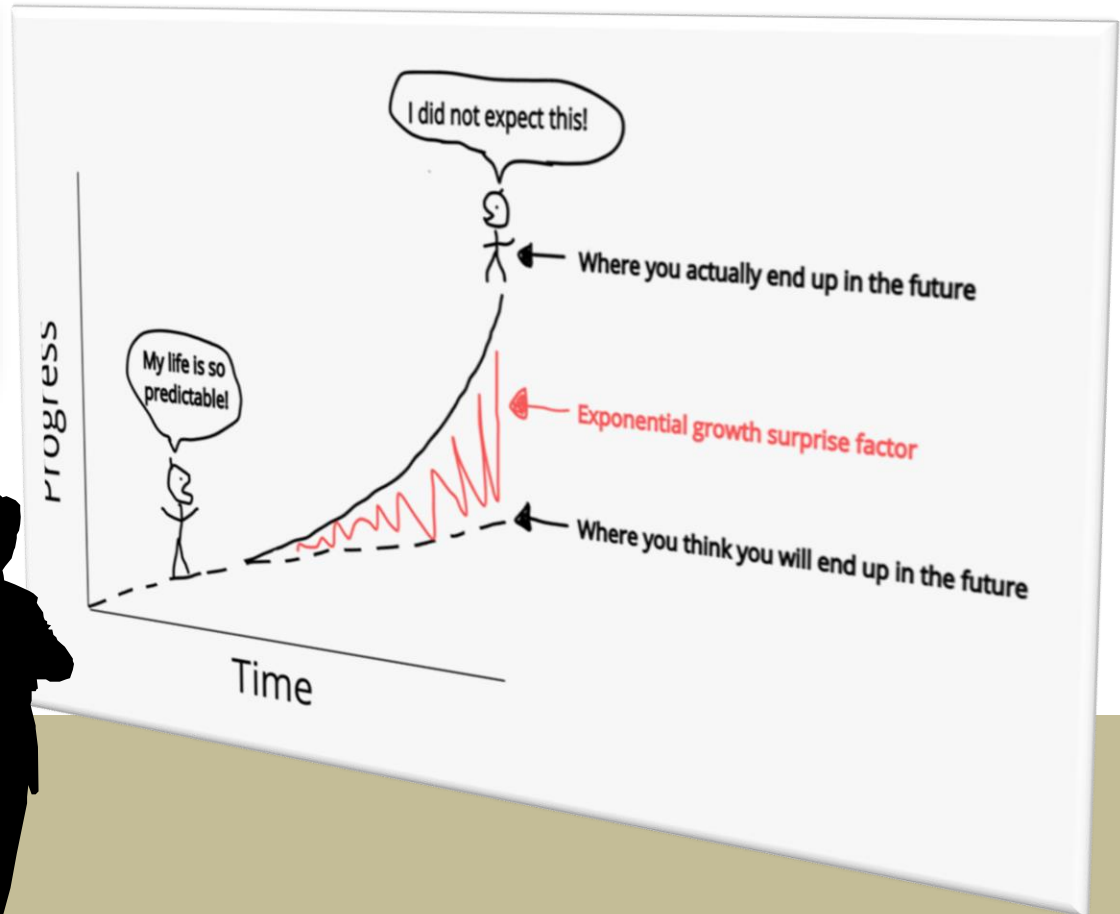 I did not expect this!
Where you actually end up in the future
My life is so
predictable!
Exponential growth surprise factor
Where you think you will end up in the future
Progress
Time